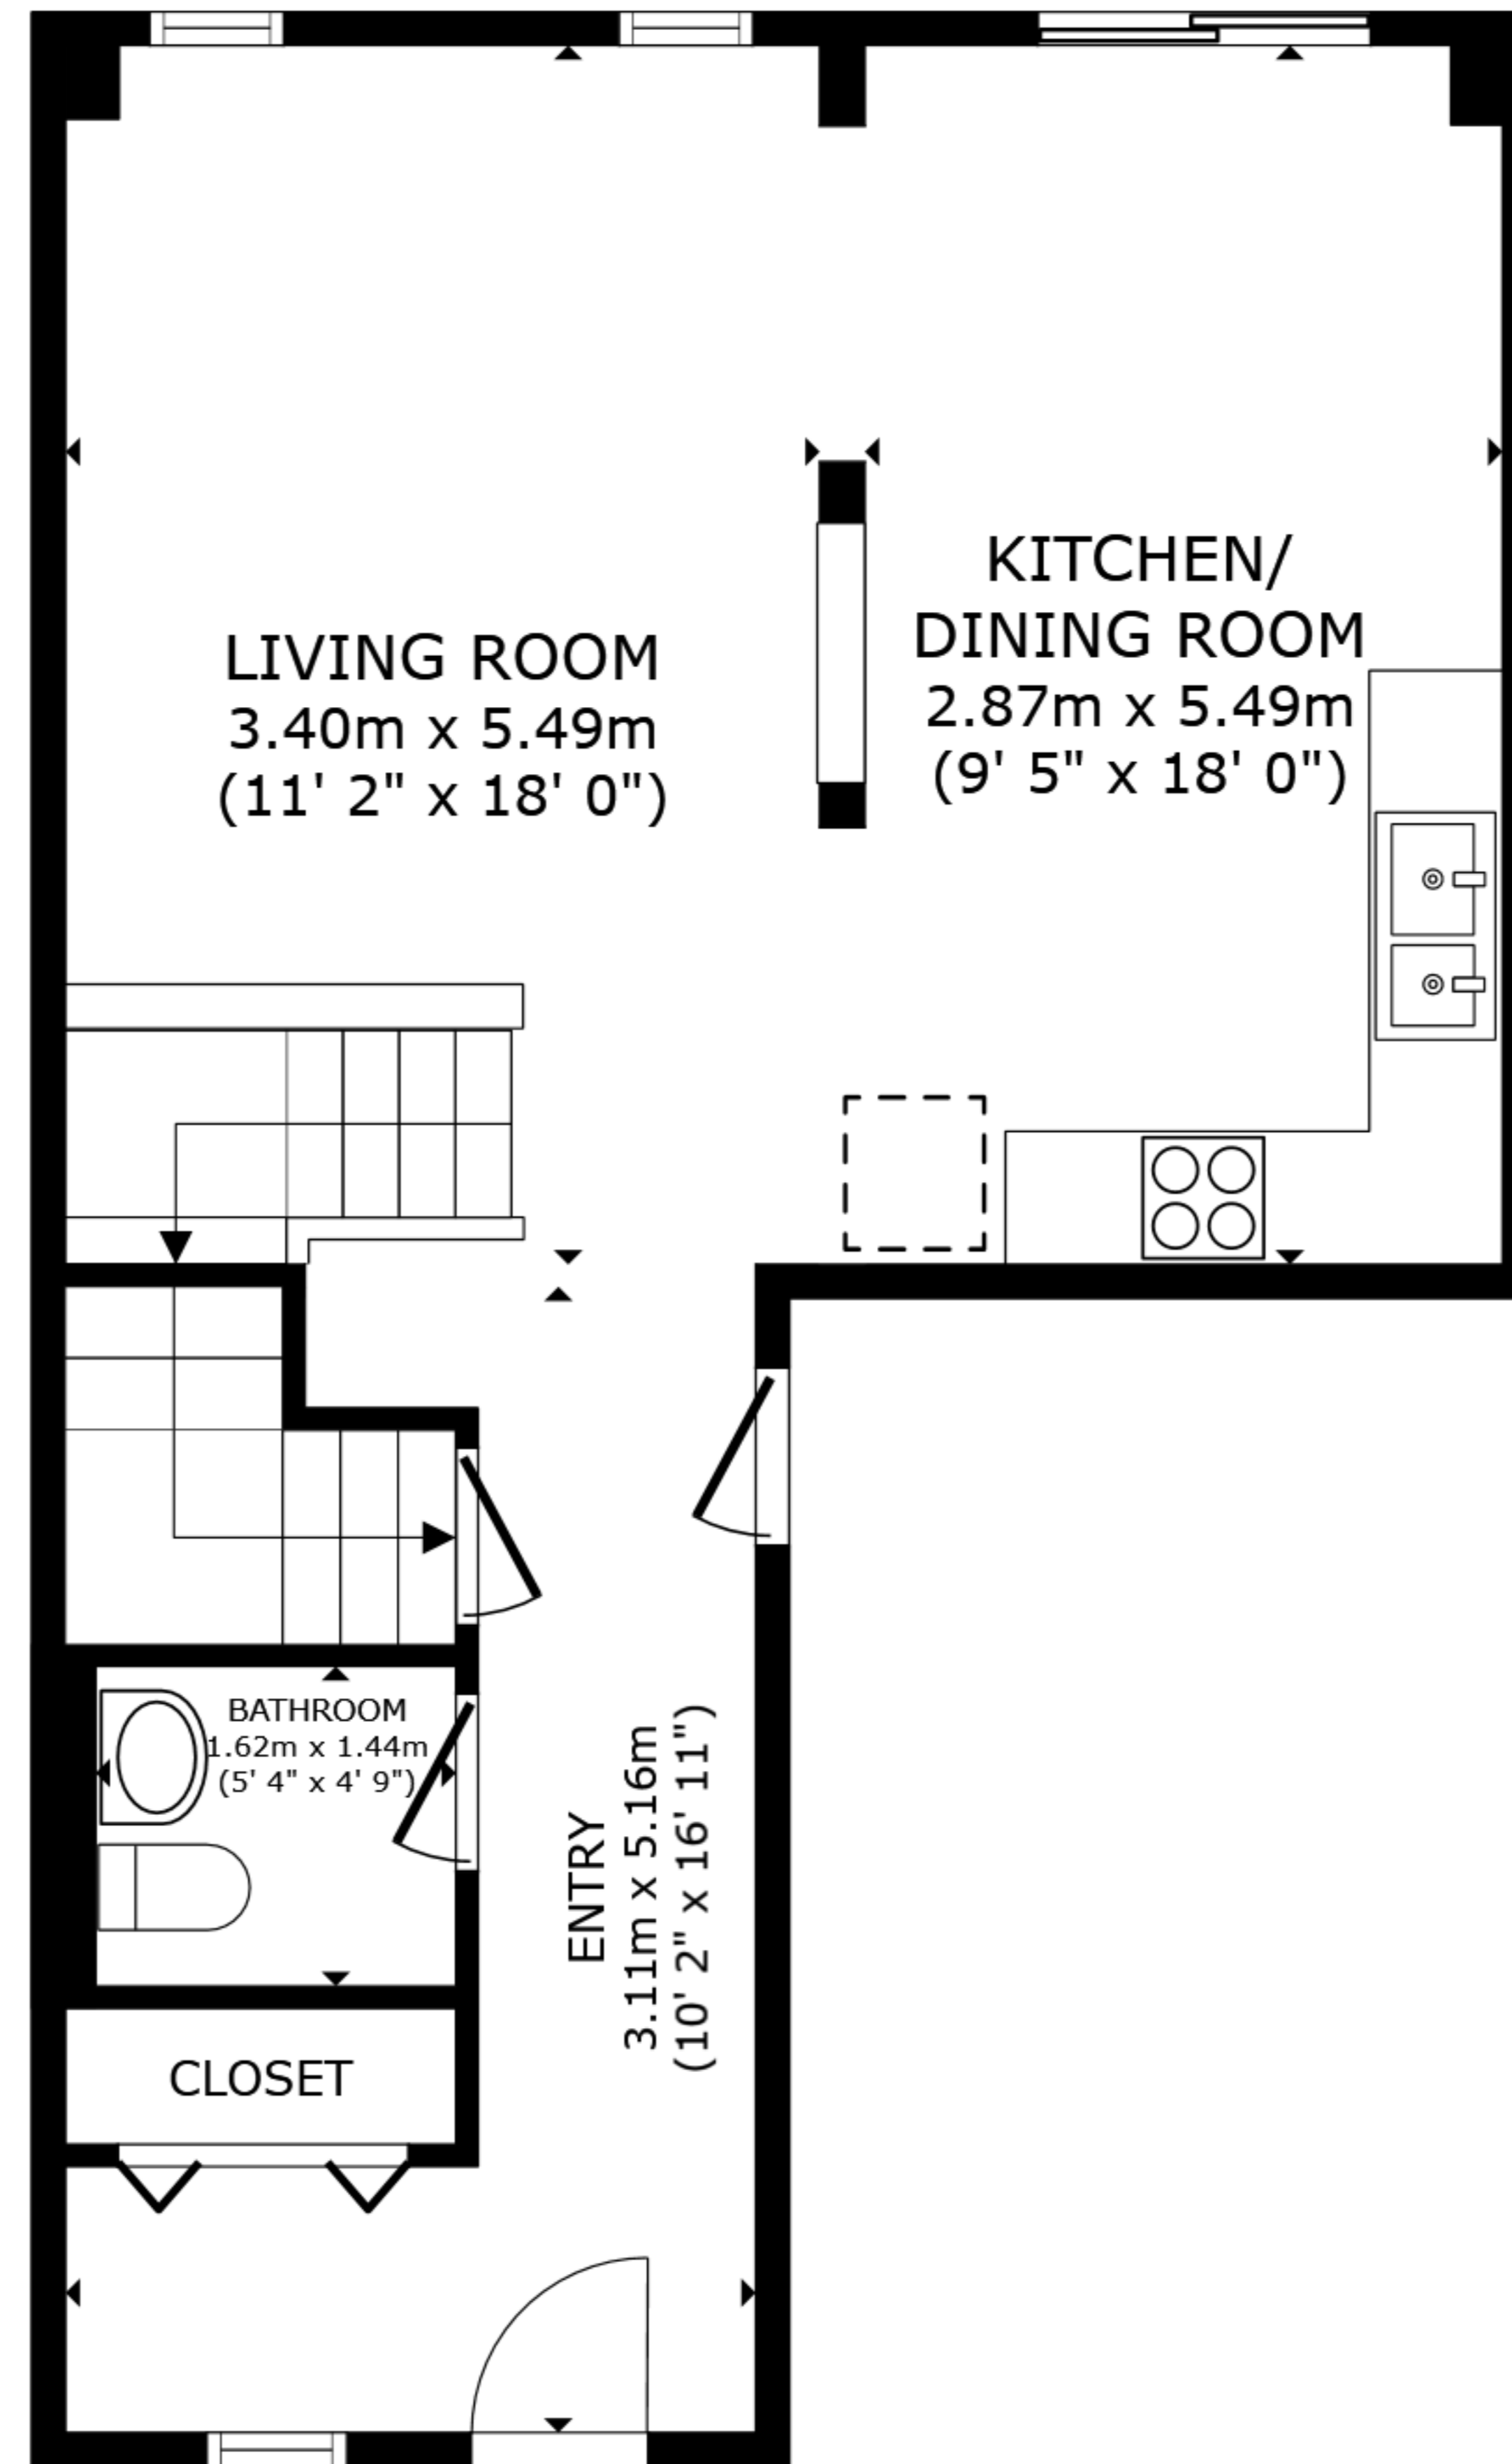 KITCHEN/
DINING ROOM
2.87m x 5.49m
(9' 5" x 18' 0")
LIVING ROOM
3.40m x 5.49m
(11' 2" x 18' 0")
BATHROOM
1.62m x 1.44m
(5' 4" x 4' 9")
ENTRY
3.11m x 5.16m
(10' 2" x 16' 11")
CLOSET